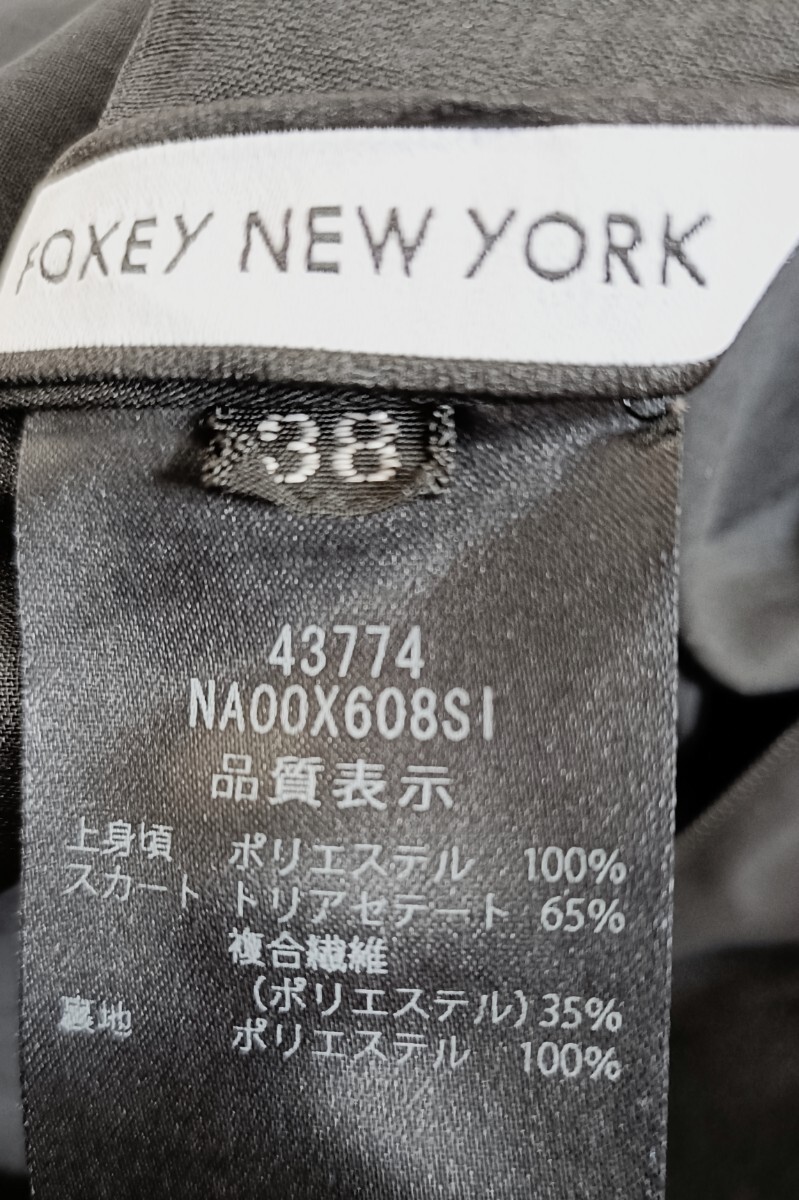 FOXEY NEW YORK
38
43774
NA00X608SI
品質表示
上身頃 ポリエステル 100%
スカート トリアセテート 65%
複合繊維
(ポリエステル) 35%
裏地 ポリエステル 100%